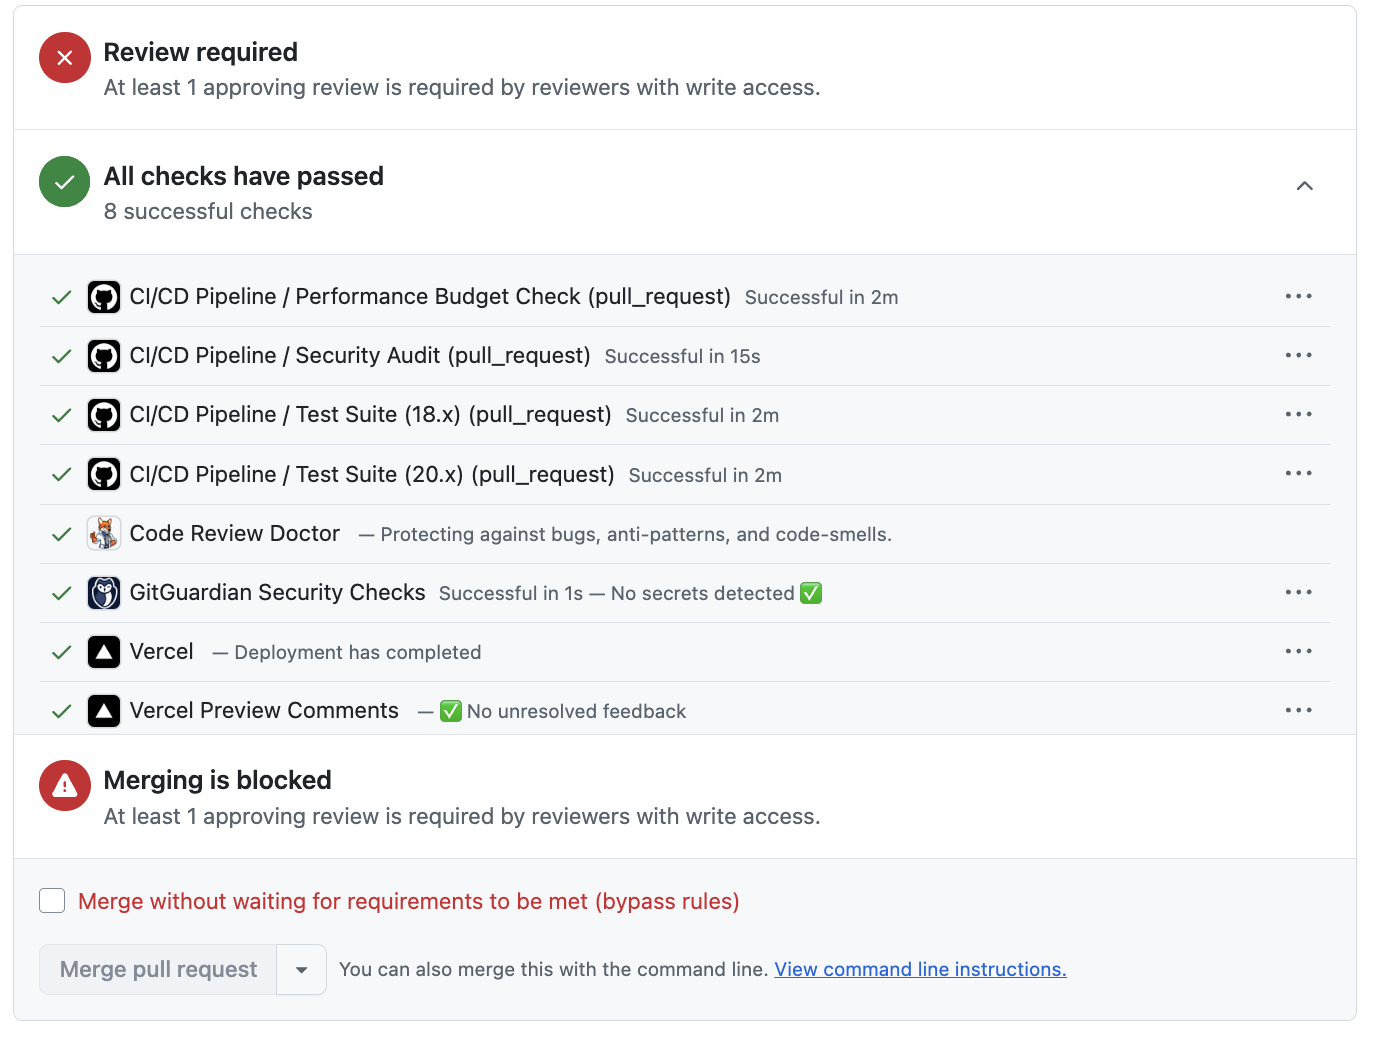 Review required
At least 1 approving review is required by reviewers with write access.
All checks have passed
8 successful checks
CI/CD Pipeline / Performance Budget Check (pull_request) Successful in 2m
CI/CD Pipeline / Security Audit (pull_request) Successful in 15s
CI/CD Pipeline / Test Suite (18.x) (pull_request) Successful in 2m
CI/CD Pipeline / Test Suite (20.x) (pull_request) Successful in 2m
Code Review Doctor — Protecting against bugs, anti-patterns, and code-smells.
GitGuardian Security Checks Successful in 1s — No secrets detected ✅
Vercel — Deployment has completed
Vercel Preview Comments — ✅ No unresolved feedback
Merging is blocked
At least 1 approving review is required by reviewers with write access.
Merge without waiting for requirements to be met (bypass rules)
Merge pull request You can also merge this with the command line. View command line instructions.